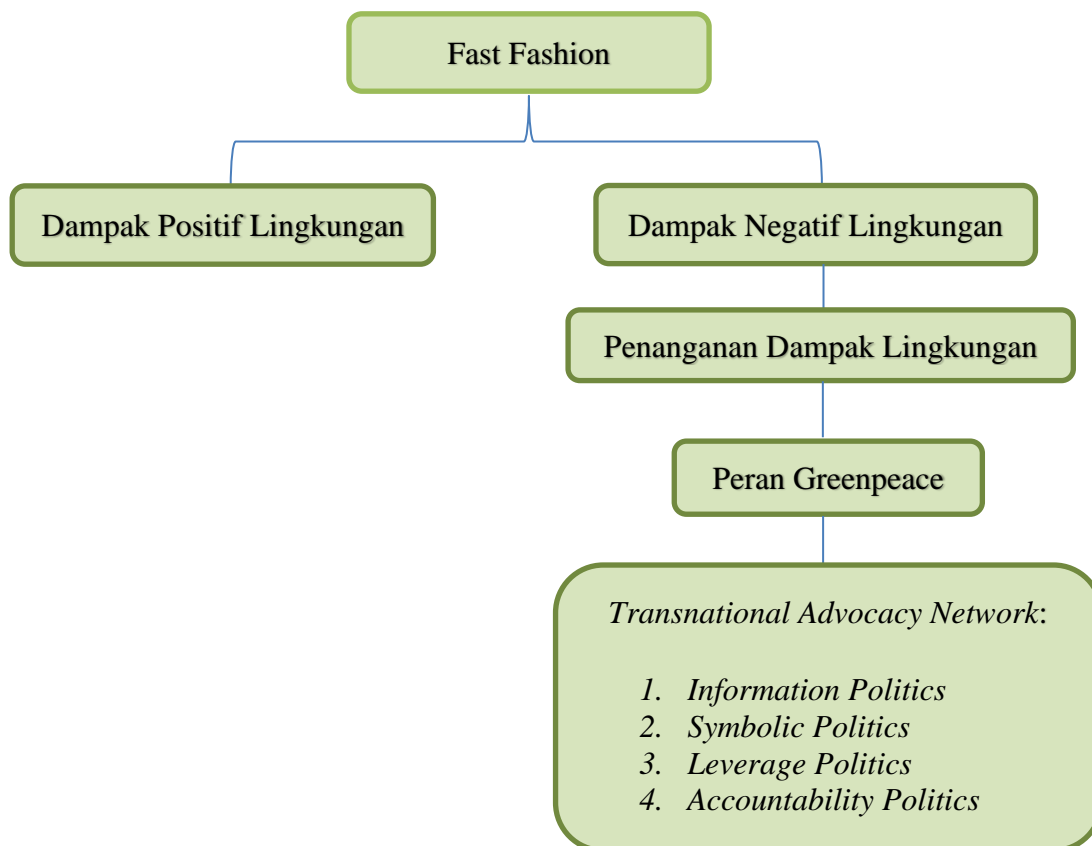 Fast Fashion
Dampak Positif Lingkungan
Dampak Negatif Lingkungan
Penanganan Dampak Lingkungan
Peran Greenpeace
Transnational Advocacy Network:
1. Information Politics
2. Symbolic Politics
3. Leverage Politics
4. Accountability Politics